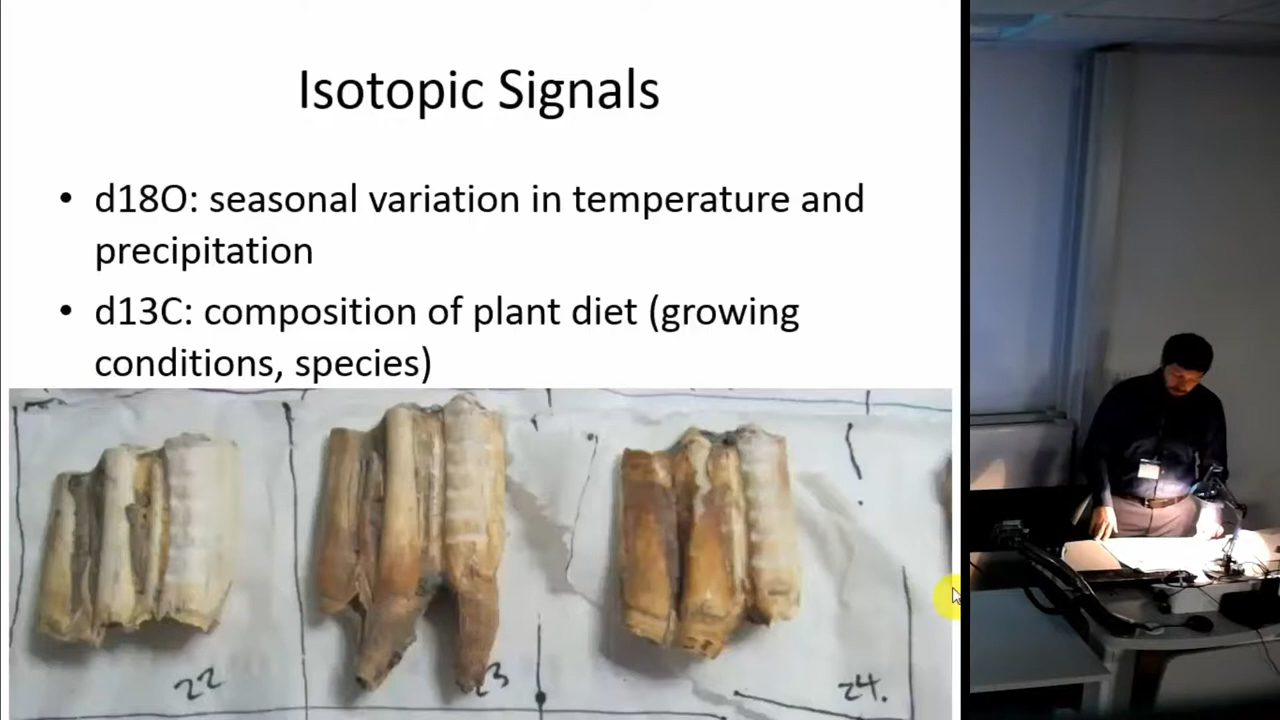 Isotopic Signals
• d18O: seasonal variation in temperature and
precipitation
• d13C: composition of plant diet (growing
conditions, species)
22
23
24.